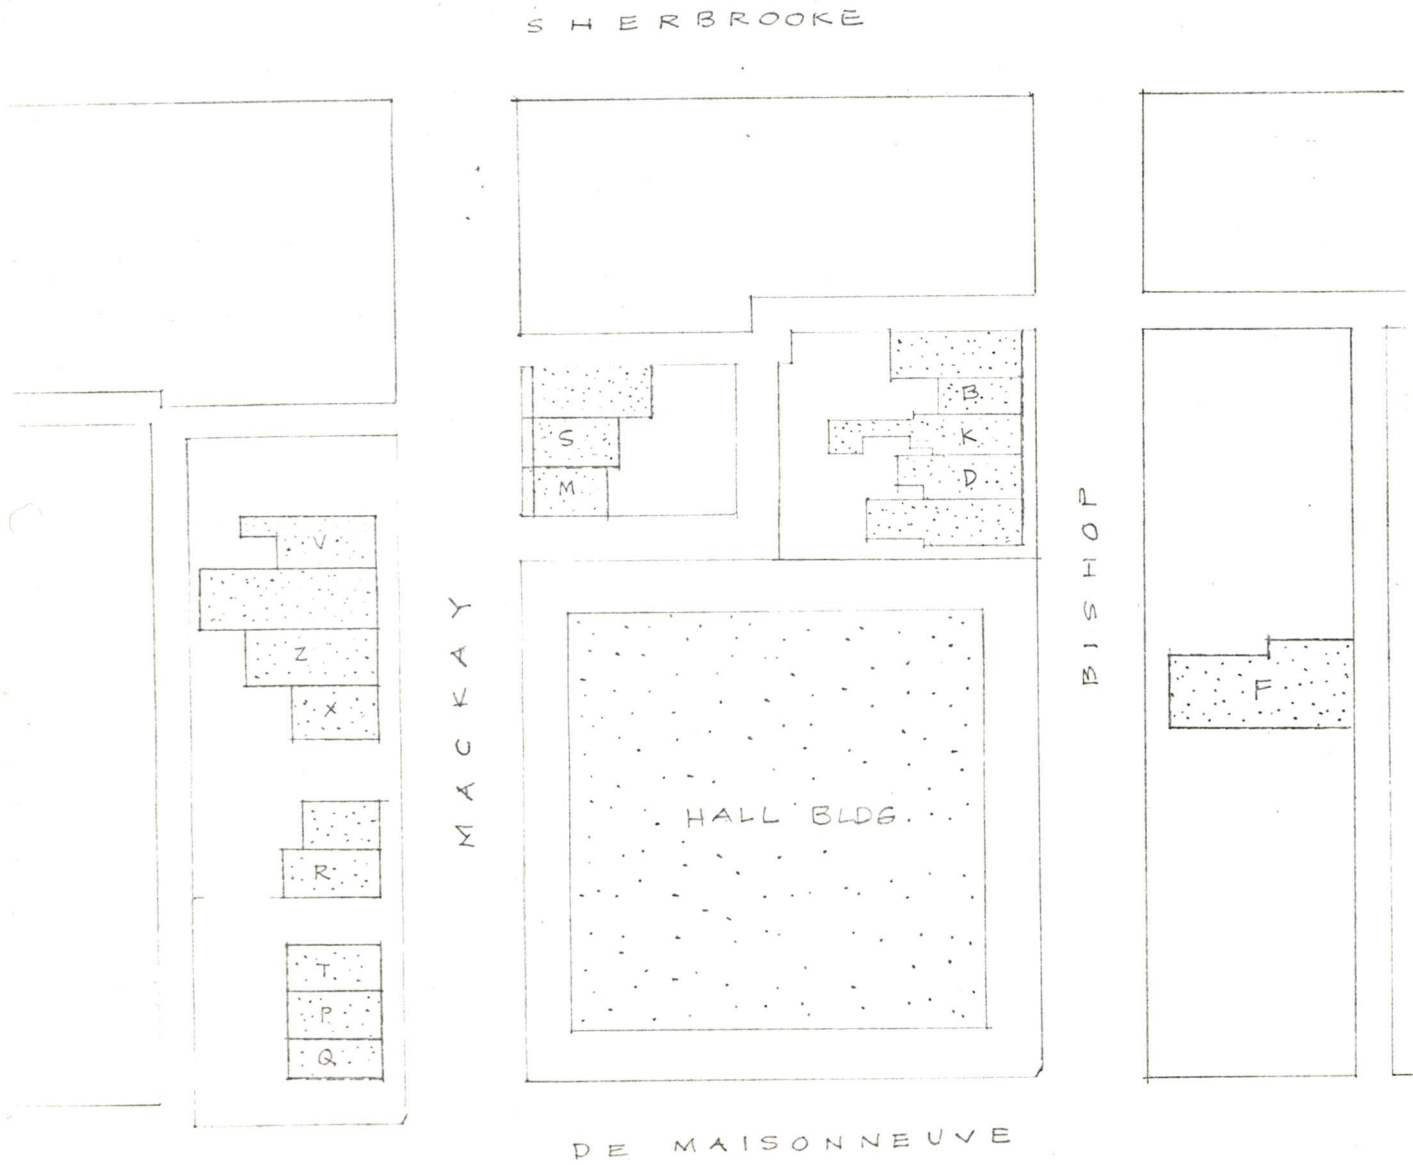 SHERBROOKE
B
K
S
D
M
V
BISHOP
MACKAY
Z
F
X
HALL BLDG.
R
T
P
Q
DE MAISONNEUVE